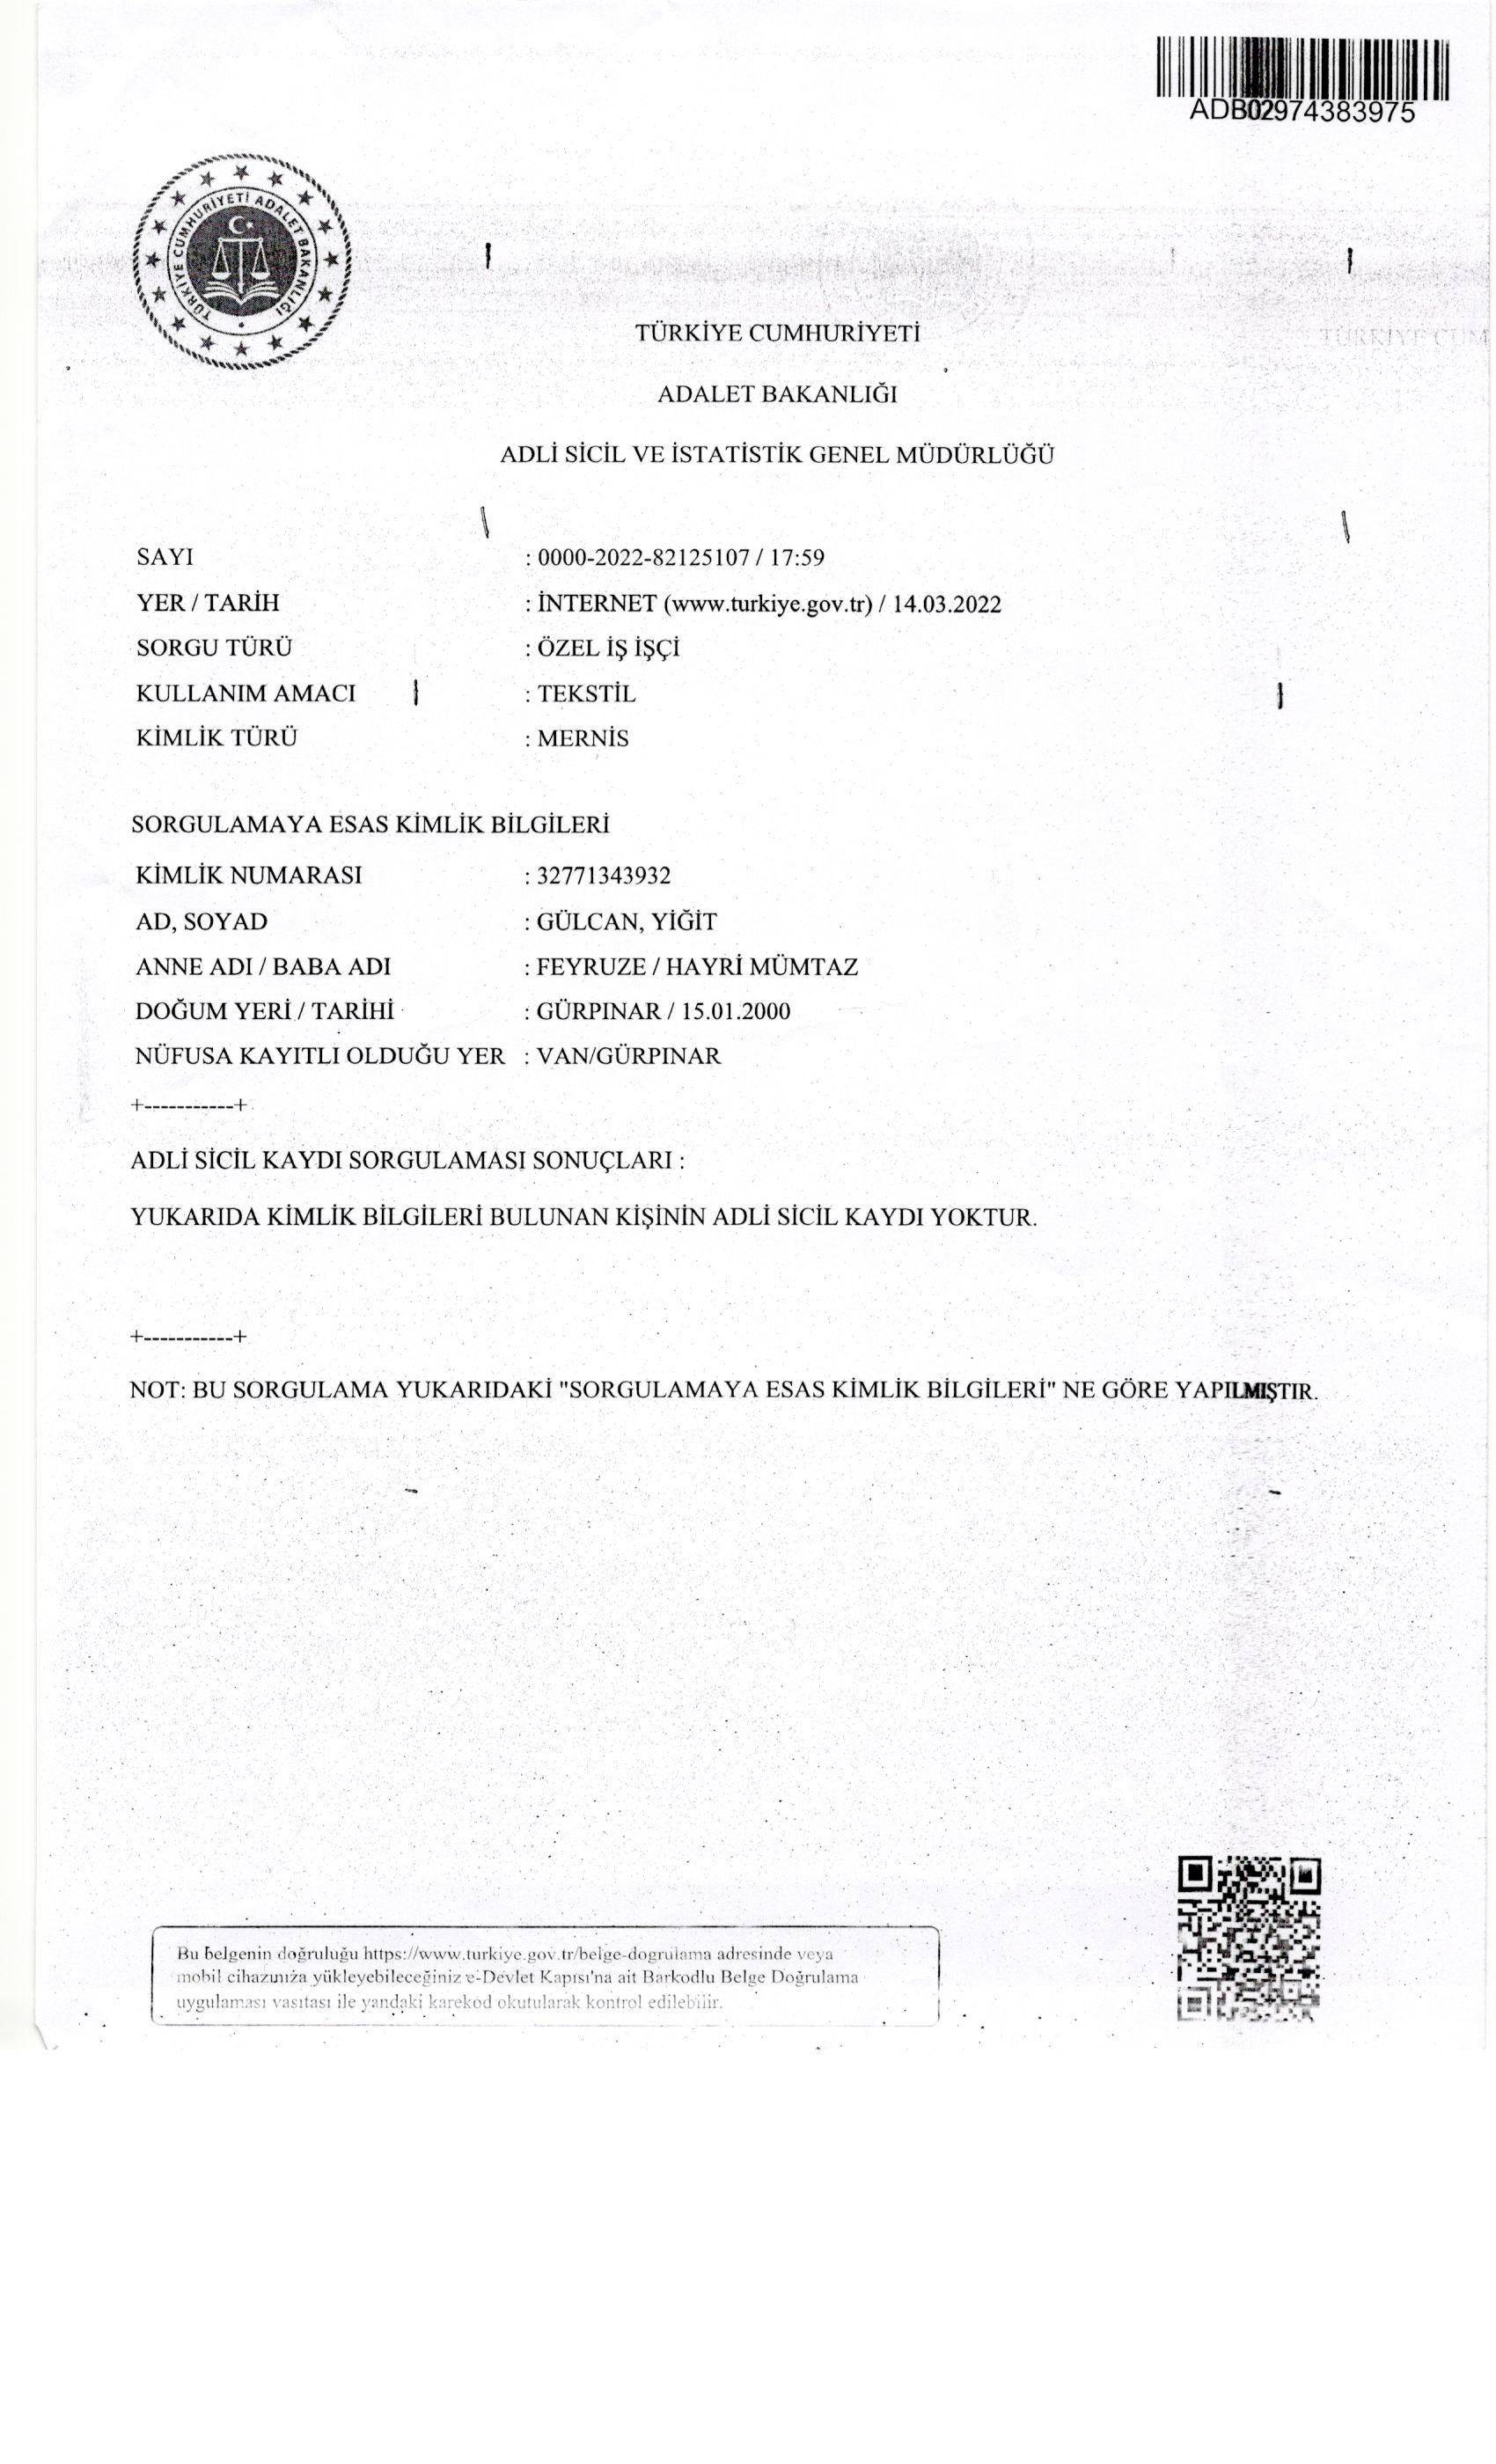 ADB02974383975
TÜRKİYE CUMHURİYETİ ADALET BAKANLIĞI
TÜRKİYE CUMHURİYETİ
TÜRKİYE CUM
ADALET BAKANLIĞI
ADLİ SİCİL VE İSTATİSTİK GENEL MÜDÜRLÜĞÜ
SAYI : 0000-2022-82125107 / 17:59
YER / TARİH : İNTERNET (www.turkiye.gov.tr) / 14.03.2022
SORGU TÜRÜ : ÖZEL İŞ İŞÇİ
KULLANIM AMACI : TEKSTİL
KİMLİK TÜRÜ : MERNİS
SORGULAMAYA ESAS KİMLİK BİLGİLERİ
KİMLİK NUMARASI : 32771343932
AD, SOYAD : GÜLCAN, YİĞİT
ANNE ADI / BABA ADI : FEYRUZE / HAYRİ MÜMTAZ
DOĞUM YERİ / TARİHİ : GÜRPINAR / 15.01.2000
NÜFUSA KAYITLI OLDUĞU YER : VAN/GÜRPINAR
+-----------+
ADLİ SİCİL KAYDI SORGULAMASI SONUÇLARI :
YUKARIDA KİMLİK BİLGİLERİ BULUNAN KİŞİNİN ADLİ SİCİL KAYDI YOKTUR.
+-----------+
NOT: BU SORGULAMA YUKARIDAKİ "SORGULAMAYA ESAS KİMLİK BİLGİLERİ" NE GÖRE YAPILMIŞTIR.
Bu belgenin doğruluğu https://www.turkiye.gov.tr/belge-dogrulama adresinde veya
mobil cihazınıza yükleyebileceğiniz e-Devlet Kapısı'na ait Barkodlu Belge Doğrulama
uygulaması vasıtası ile yandaki karekod okutularak kontrol edilebilir.